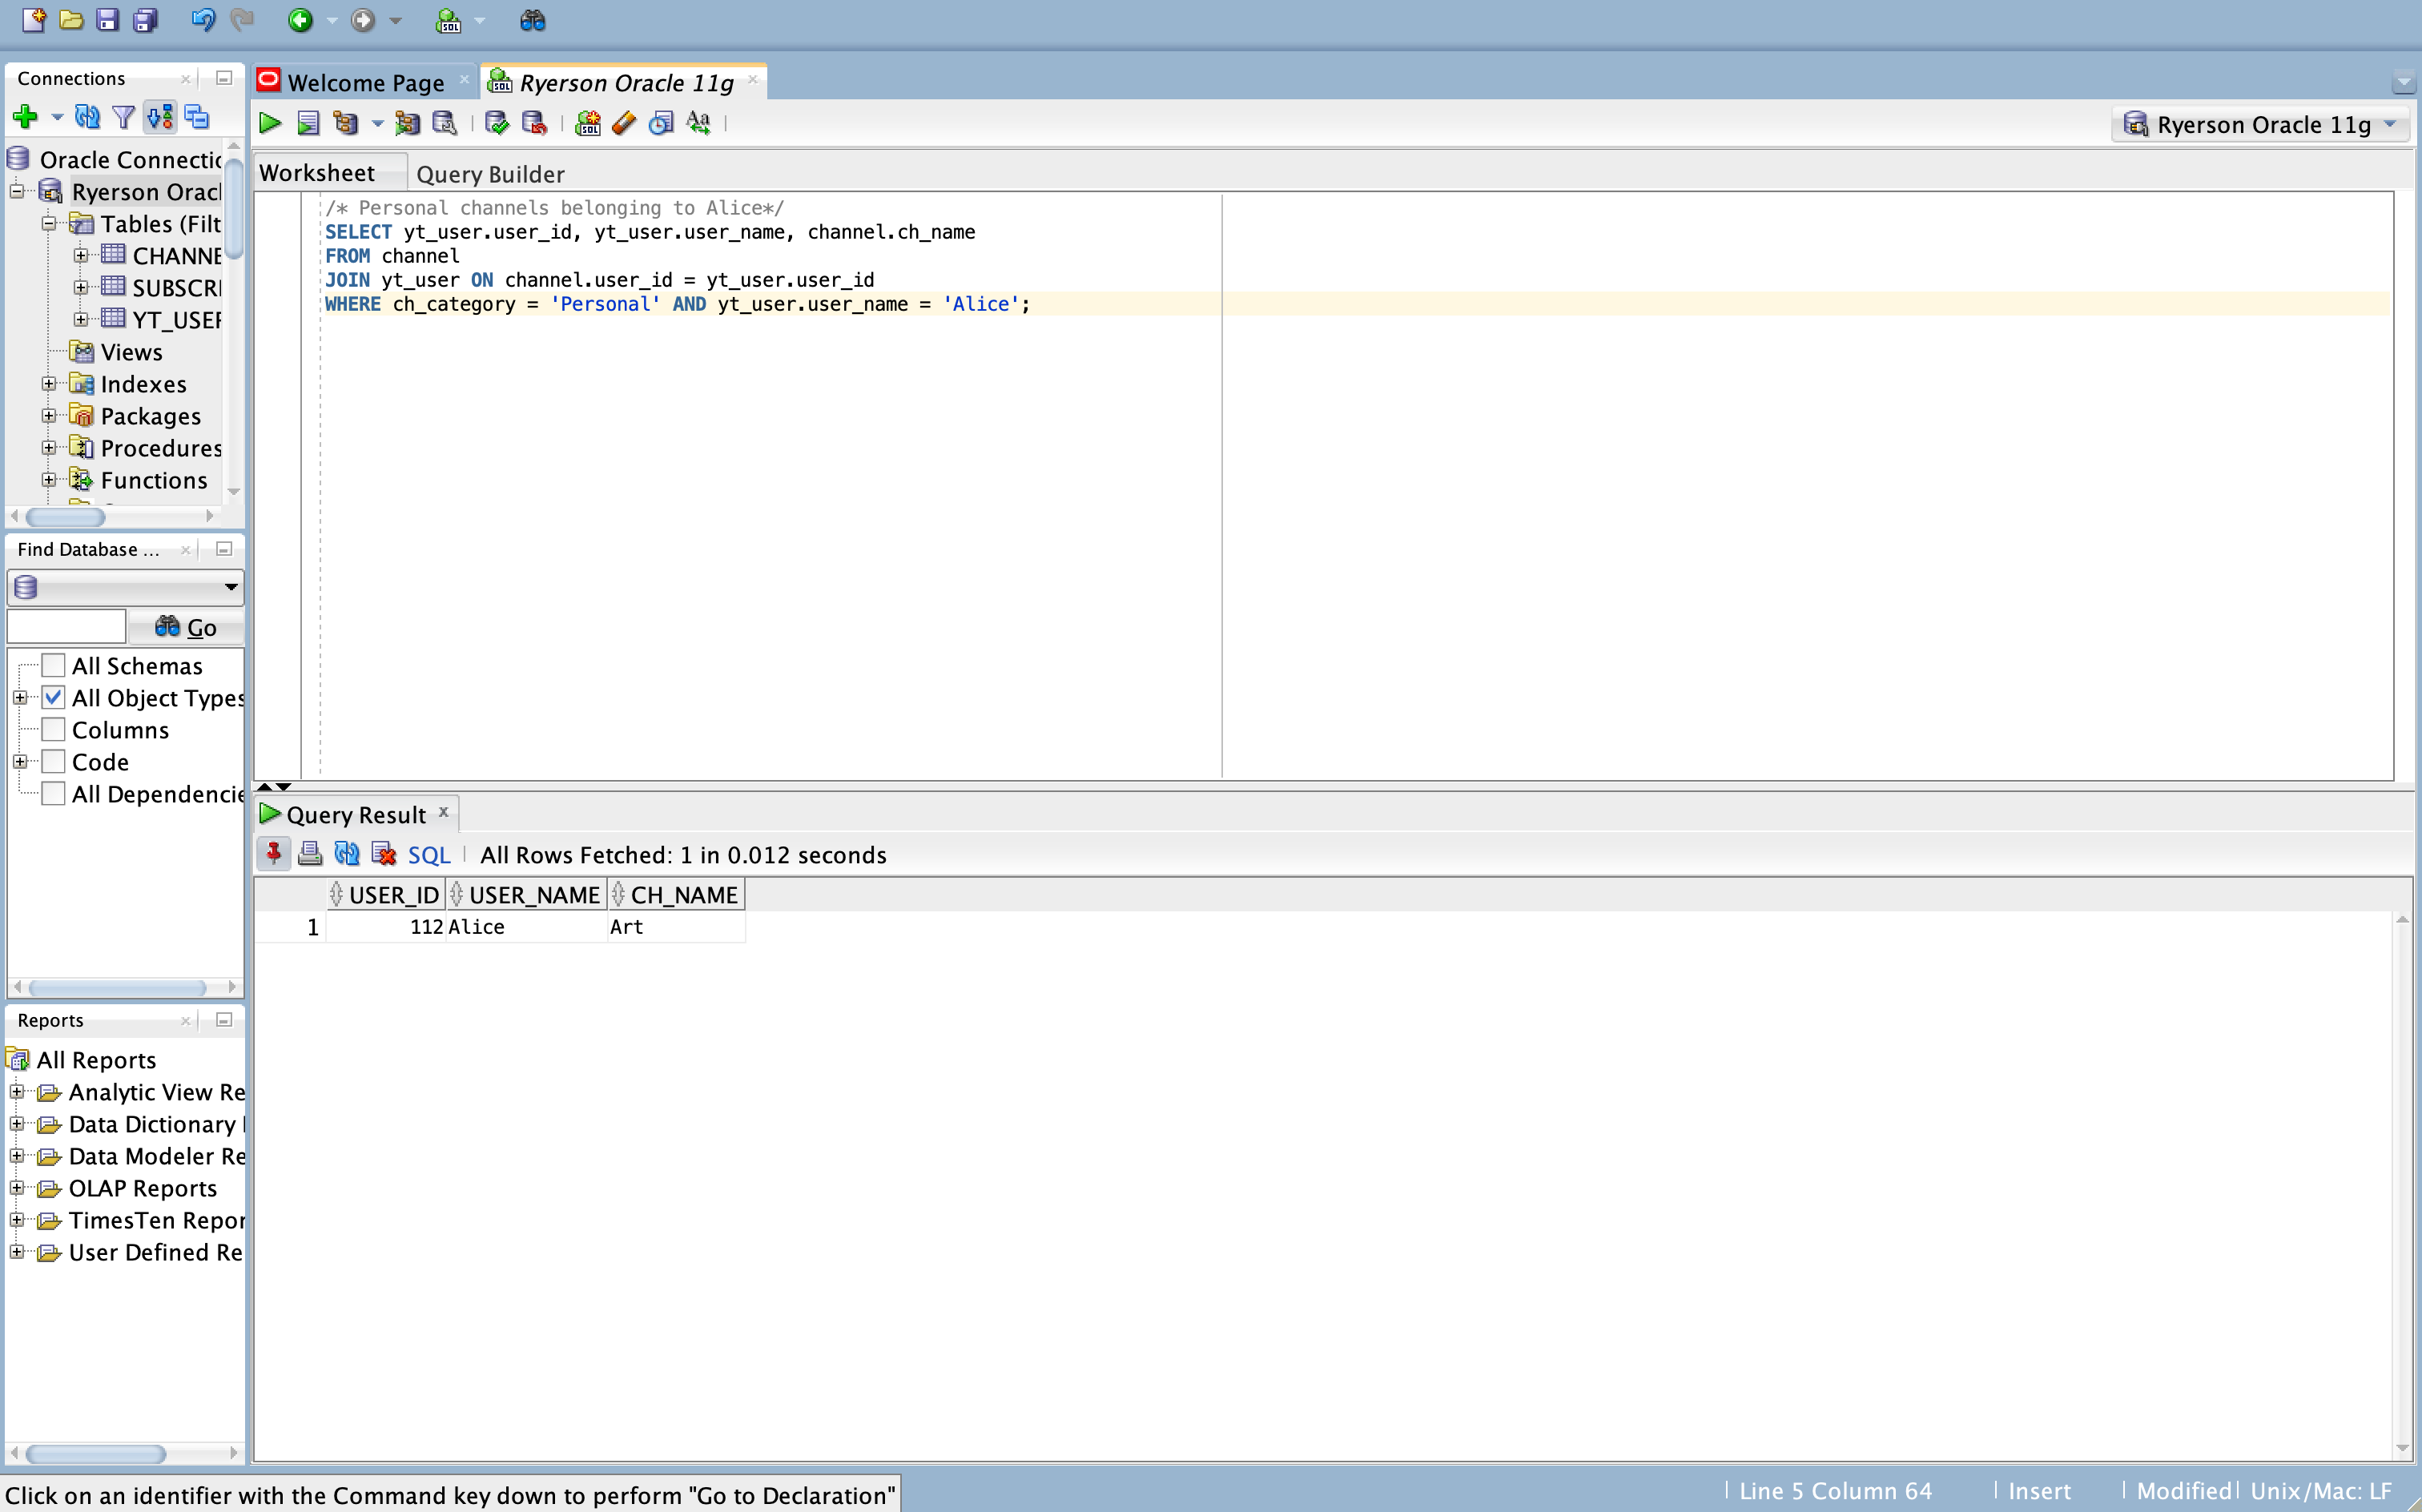 Connections
Oracle Connectic
Ryerson Oracl
Tables (Filt
CHANNE
SUBSCRI
YT_USER
Views
Indexes
Packages
Procedures
Functions
Find Database ...
Go
All Schemas
All Object Types
Columns
Code
All Dependencie
Reports
All Reports
Analytic View Re
Data Dictionary
Data Modeler Re
OLAP Reports
TimesTen Repor
User Defined Re
Welcome Page
Ryerson Oracle 11g
Aa
Ryerson Oracle 11g
Worksheet
Query Builder
/* Personal channels belonging to Alice*/
SELECT yt_user.user_id, yt_user.user_name, channel.ch_name
FROM channel
JOIN yt_user ON channel.user_id = yt_user.user_id
WHERE ch_category = 'Personal' AND yt_user.user_name = 'Alice';
Query Result
SQL | All Rows Fetched: 1 in 0.012 seconds
USER_ID USER_NAME CH_NAME
1 112 Alice Art
Click on an identifier with the Command key down to perform "Go to Declaration"
Line 5 Column 64 | Insert | Modified | Unix/Mac: LF